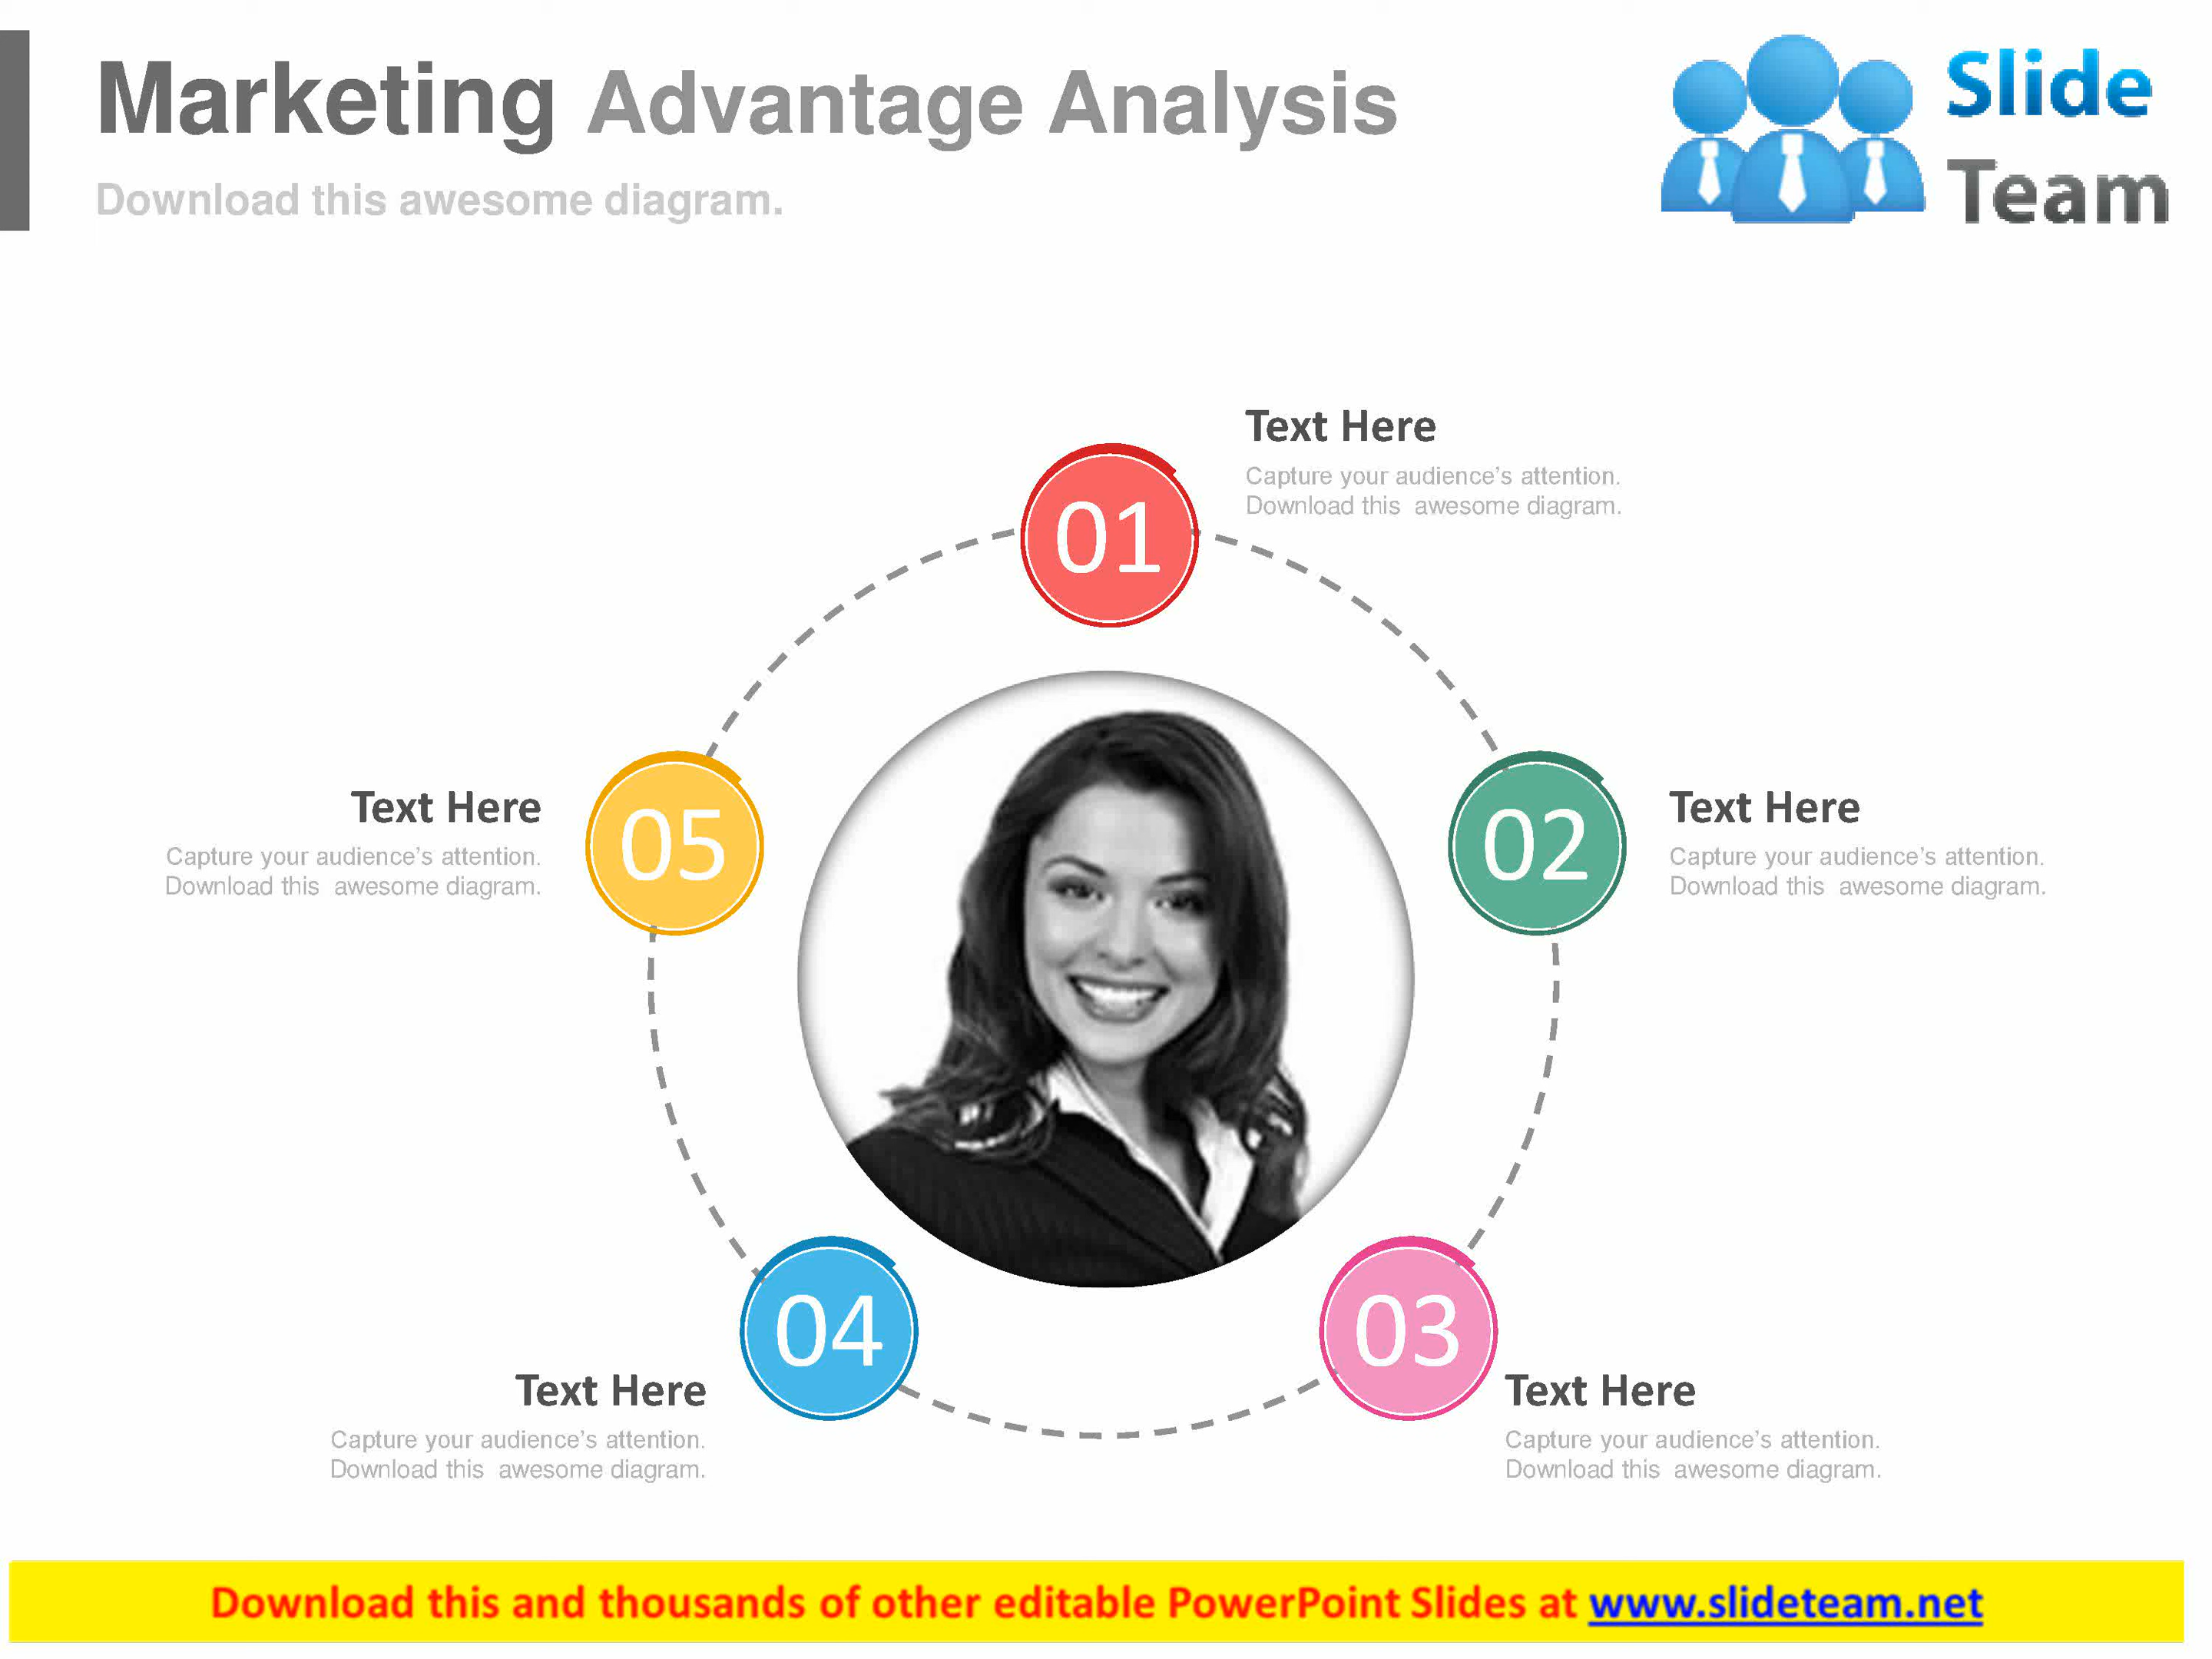 Marketing Advantage Analysis
Download this awesome diagram.
Slide
Team
Text Here
Capture your audience's attention.
Download this awesome diagram.
01
Text Here
Capture your audience's attention.
Download this awesome diagram.
05
02
Text Here
Capture your audience's attention.
Download this awesome diagram.
04
03
Text Here
Capture your audience's attention.
Download this awesome diagram.
Text Here
Capture your audience's attention.
Download this awesome diagram.
Download this and thousands of other editable PowerPoint Slides at www.slideteam.net